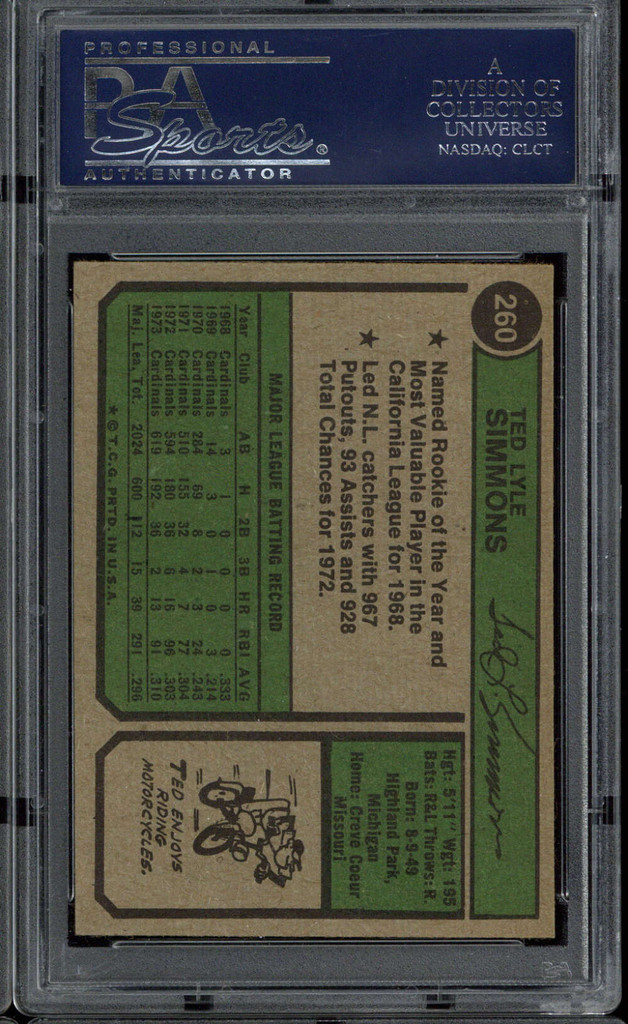 PROFESSIONAL
PSA
Sports®
AUTHENTICATOR
A
DIVISION OF
COLLECTORS
UNIVERSE
NASDAQ: CLCT
260
TED LYLE
SIMMONS
Ted L. Simmons
★ Named Rookie of the Year and
Most Valuable Player in the
California League for 1968.
★ Led N.L. catchers with 967
Putouts, 93 Assists and 928
Total Chances for 1972.
Hgt: 5'11" Wgt: 195
Bats: R&L Throws: R.
Born: 8-9-49
Highland Park,
Michigan
Home: Creve Coeur
Missouri
MAJOR LEAGUE BATTING RECORD
Year Club AB H 2B 3B HR RBI AVG
1968 Cardinals 3 1 0 0 0 0 .333
1969 Cardinals 14 3 0 1 0 3 .214
1970 Cardinals 284 69 8 2 3 24 .243
1971 Cardinals 510 155 32 4 7 77 .304
1972 Cardinals 594 180 36 6 16 96 .303
1973 Cardinals 619 192 36 2 13 91 .310
Maj. Lea. Tot. 2024 600 112 15 39 291 .296
★ © T.C.G. PRTD. IN U.S.A.
TED ENJOYS
RIDING
MOTORCYCLES.